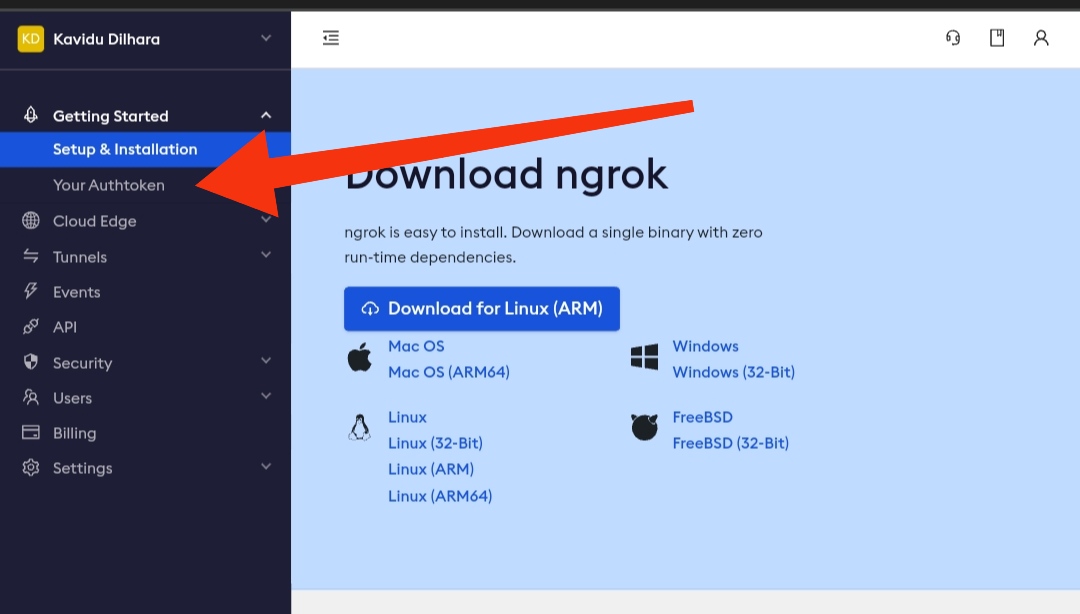 KD Kavidu Dilhara
Getting Started
Setup & Installation
Your Authtoken
Cloud Edge
Tunnels
Events
API
Security
Users
Billing
Settings
Download ngrok
ngrok is easy to install. Download a single binary with zero
run-time dependencies.
Download for Linux (ARM)
Mac OS
Mac OS (ARM64)
Windows
Windows (32-Bit)
Linux
Linux (32-Bit)
Linux (ARM)
Linux (ARM64)
FreeBSD
FreeBSD (32-Bit)